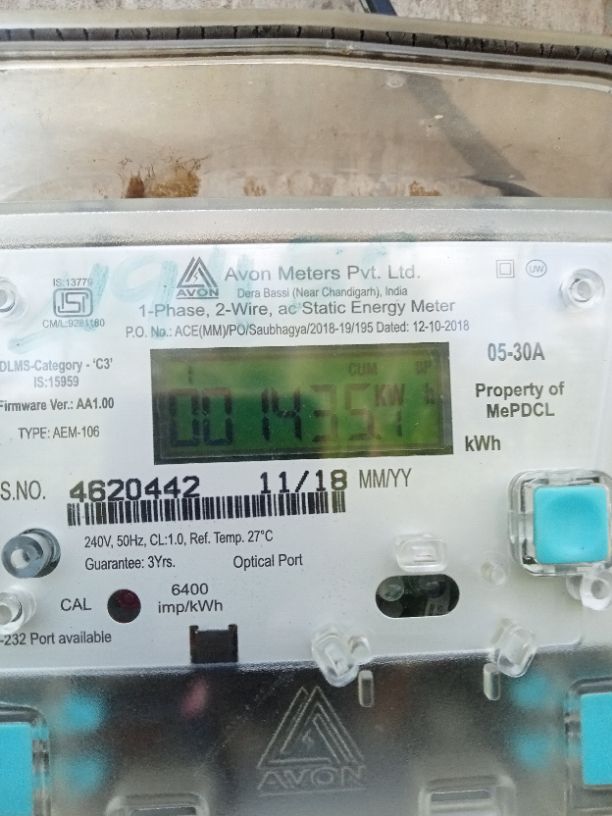 IS:13779
ISI
CM/L:9281180
AVON
Avon Meters Pvt. Ltd.
Dera Bassi (Near Chandigarh), India
UW
1-Phase, 2-Wire, ac Static Energy Meter
P.O. No.: ACE(MM)/PO/Saubhagya/2018-19/195 Dated: 12-10-2018
DLMS-Category - 'C3'
IS:15959
Firmware Ver.: AA1.00
TYPE: AEM-106
CUM
001435.1 KW h
05-30A
Property of
MePDCL
kWh
S.NO. 4620442 11/18 MM/YY
240V, 50Hz, CL:1.0, Ref. Temp. 27°C
Guarantee: 3Yrs. Optical Port
CAL
6400
imp/kWh
-232 Port available
AVON